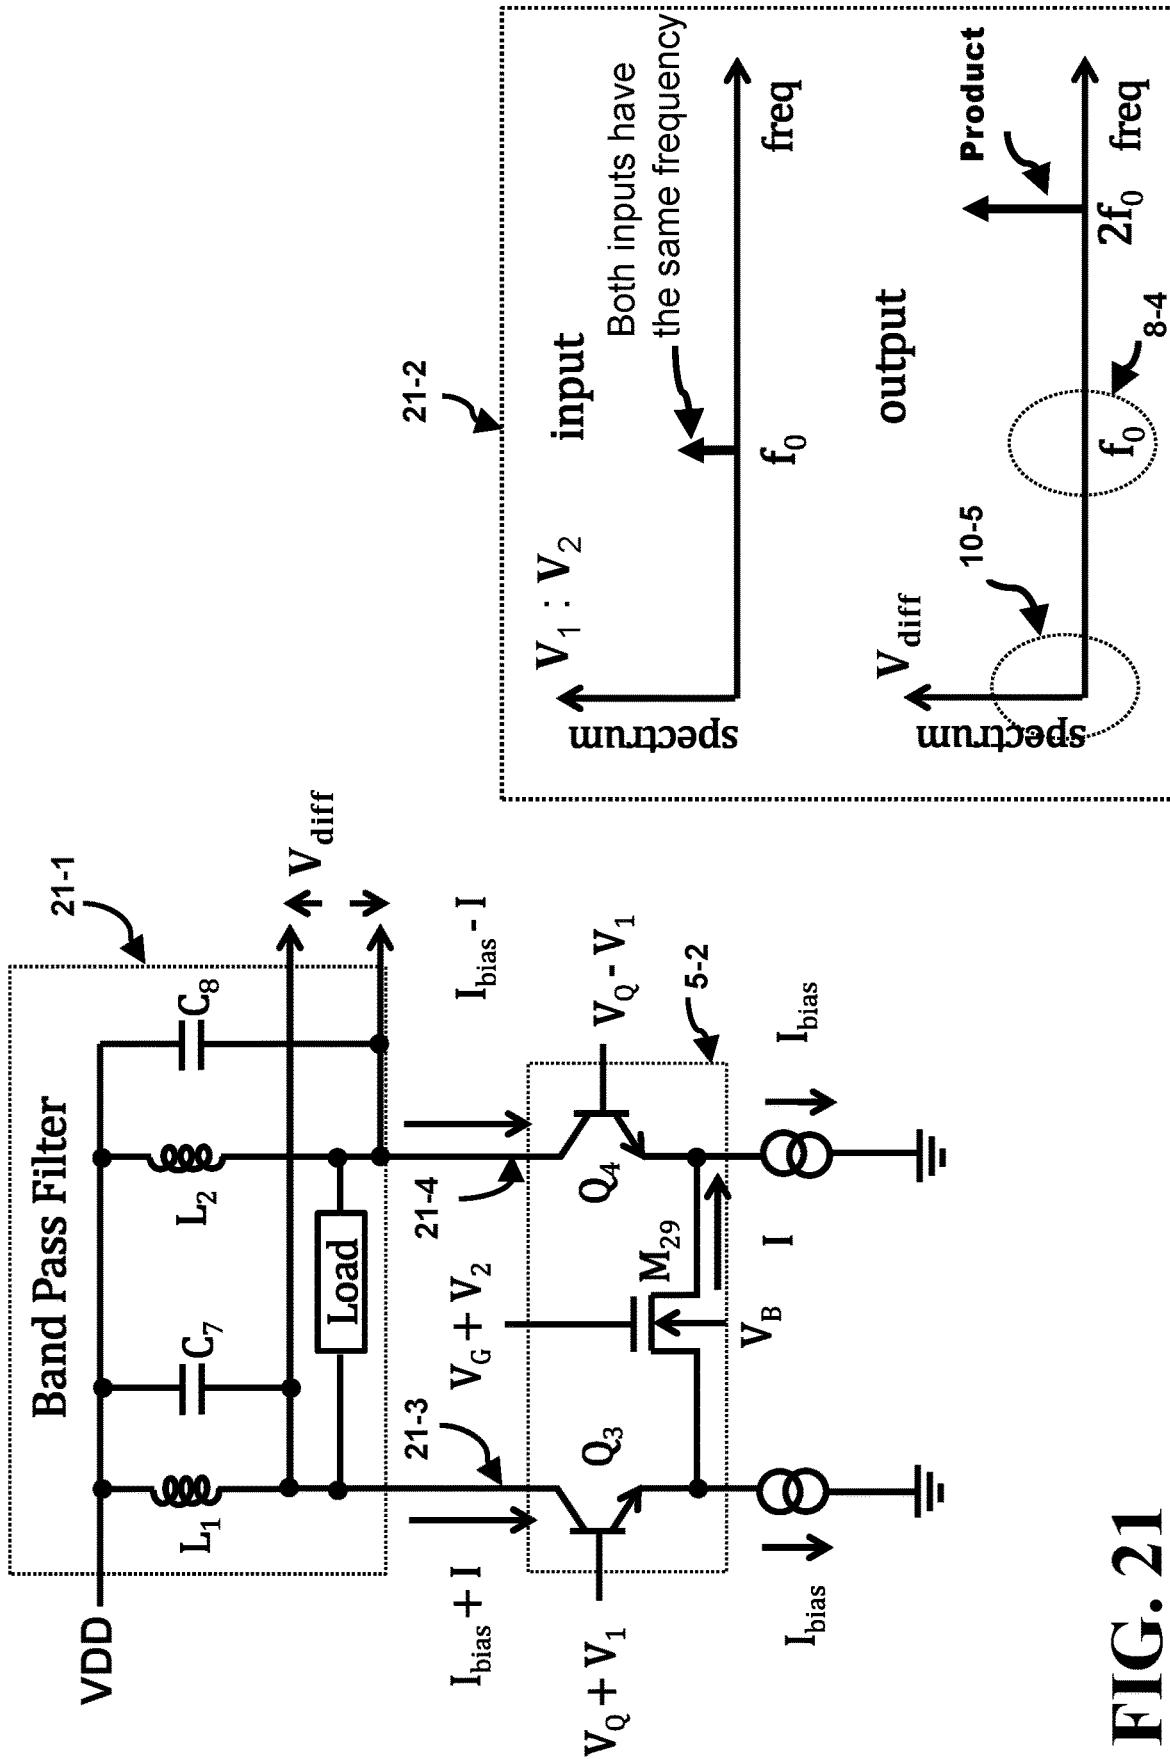 VDD
Band Pass Filter
21-1
L1
C7
L2
C8
Load
Vdiff
21-3
21-4
Ibias + I
VG + V2
Ibias - I
VQ + V1
Q3
M29
Q4
VQ - V1
5-2
VB
I
Ibias
Ibias
21-2
V1 : V2
input
Both inputs have
the same frequency
spectrum
f0
freq
Vdiff
10-5
output
Product
spectrum
f0
2f0
freq
8-4
FIG. 21